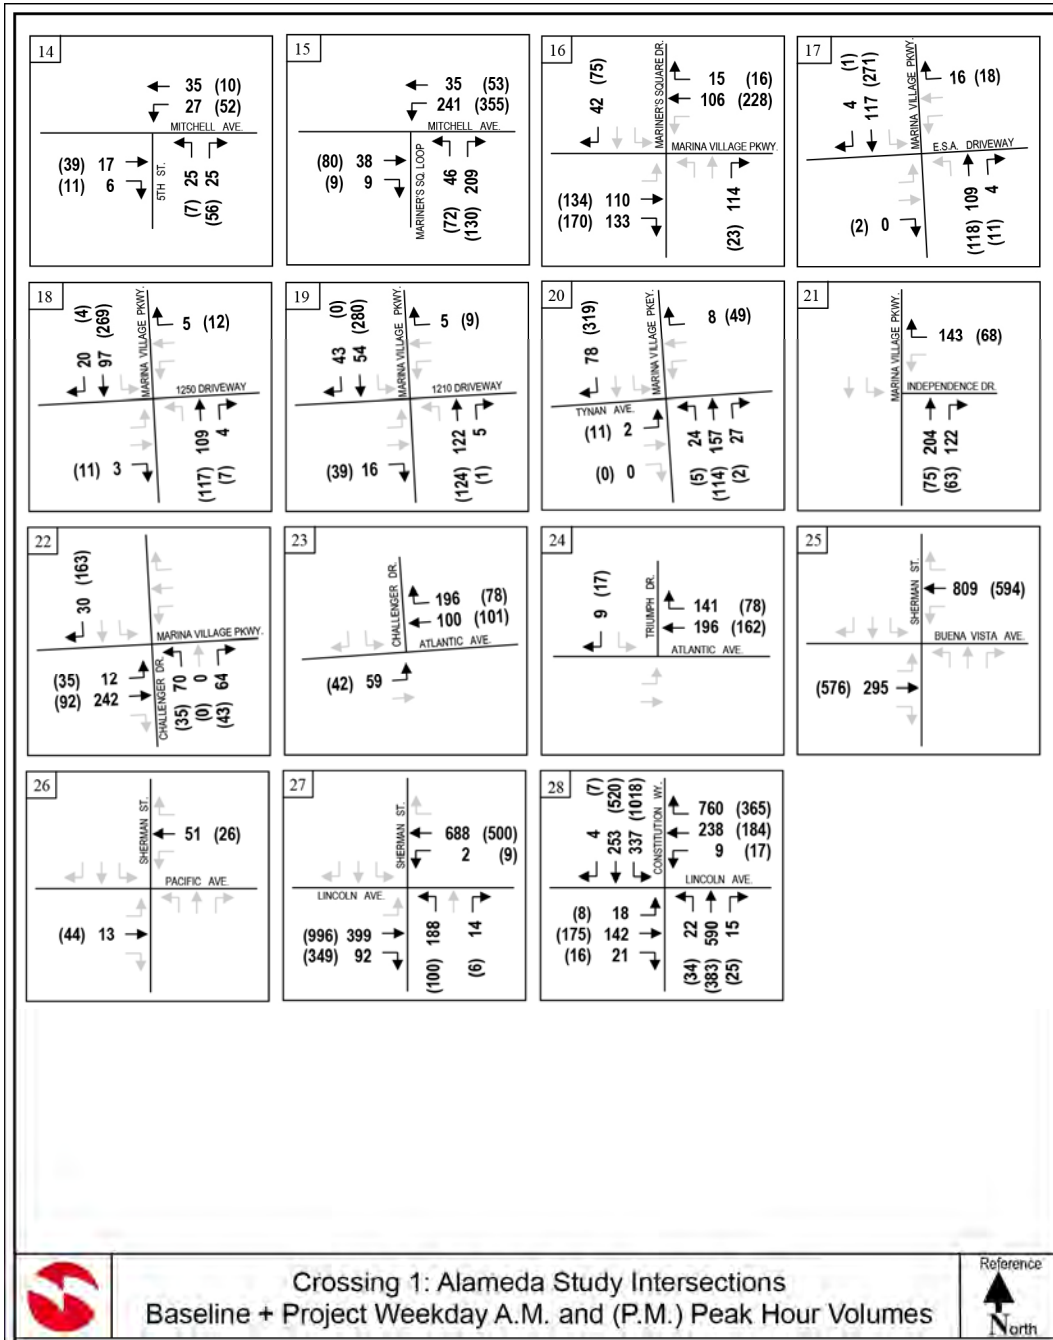 14
35 (10)
27 (52)
MITCHELL AVE.
(39) 17
(11) 6
5TH ST.
25 25
(7) (56)
15
35 (53)
241 (355)
MITCHELL AVE.
(80) 38
(9) 9
MARINER'S SQ. LOOP
46 209
(72) (130)
16
42 (75)
MARINER'S SQUARE DR.
15 (16)
106 (228)
MARINA VILLAGE PKWY.
(134) 110
(170) 133
(23) 114
17
4 (1)
117 (271)
MARINA VILLAGE PKWY.
16 (18)
E.S.A. DRIVEWAY
(2) 0
(118) 109
(11) 4
18
20 (4)
97 (269)
MARINA VILLAGE PKWY.
5 (12)
1250 DRIVEWAY
(11) 3
(117) 109
(7) 4
19
43 (0)
54 (280)
MARINA VILLAGE PKWY.
5 (9)
1210 DRIVEWAY
(39) 16
(124) 122
(1) 5
20
78 (319)
MARINA VILLAGE PKEY.
8 (49)
TYNAN AVE.
(11) 2
(0) 0
(5) 24
(114) 157
(2) 27
21
MARINA VILLAGE PKWY.
143 (68)
INDEPENDENCE DR.
(75) 204
(63) 122
22
30 (163)
MARINA VILLAGE PKWY.
(35) 12
(92) 242
CHALLENGER DR.
(35) 70
(0) 0
(43) 64
23
CHALLENGER DR.
196 (78)
100 (101)
ATLANTIC AVE.
(42) 59
24
9 (17)
TRIUMPH DR.
141 (78)
196 (162)
ATLANTIC AVE.
25
SHERMAN ST.
809 (594)
BUENA VISTA AVE.
(576) 295
26
SHERMAN ST.
51 (26)
PACIFIC AVE.
(44) 13
27
SHERMAN ST.
688 (500)
2 (9)
LINCOLN AVE.
(996) 399
(349) 92
(100) 188
(6) 14
28
4 (7)
253 (520)
337 (1018)
CONSTITUTION WY.
760 (365)
238 (184)
9 (17)
LINCOLN AVE.
(8) 18
(175) 142
(16) 21
(34) 22
(383) 590
(25) 15
Crossing 1: Alameda Study Intersections
Baseline + Project Weekday A.M. and (P.M.) Peak Hour Volumes
Reference
North